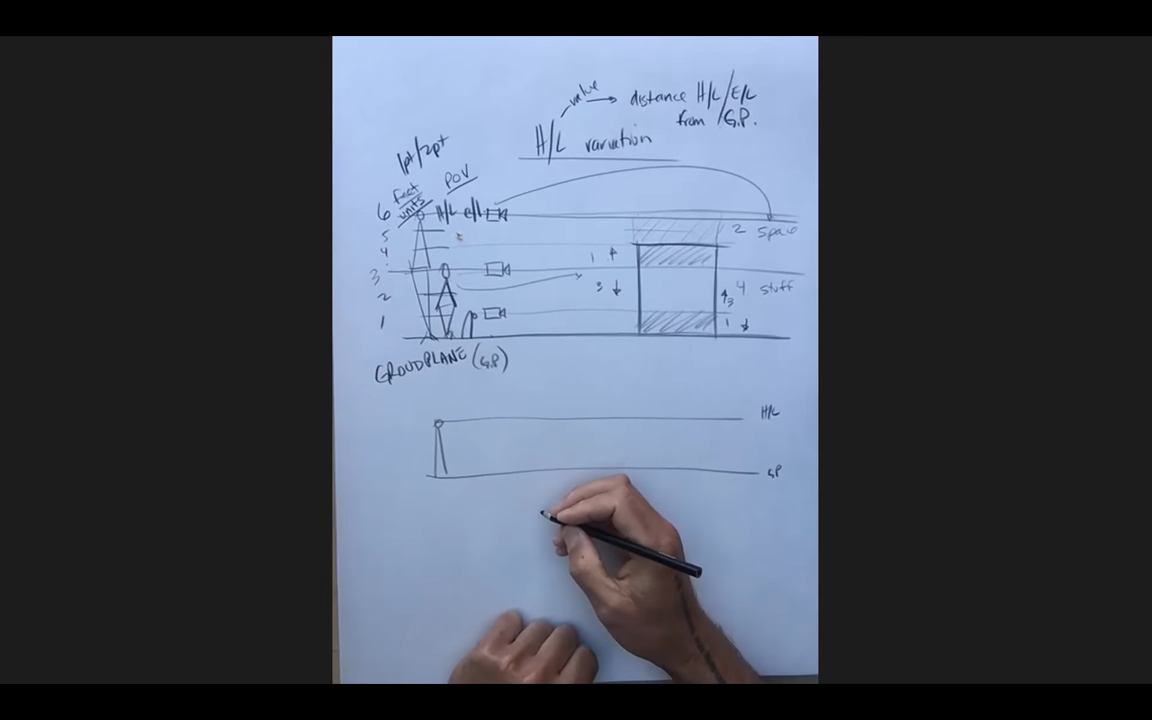 value → distance H/L/E/L
from G.P.
H/L variation
1pt/2pt
POV
feet
units
6 H/L E/L
5
4
3
2
1
2 space
1 ↑
3 ↓
4 stuff
↑3
1 ↓
GROUDPLANE (G.P)
H/L
G.P